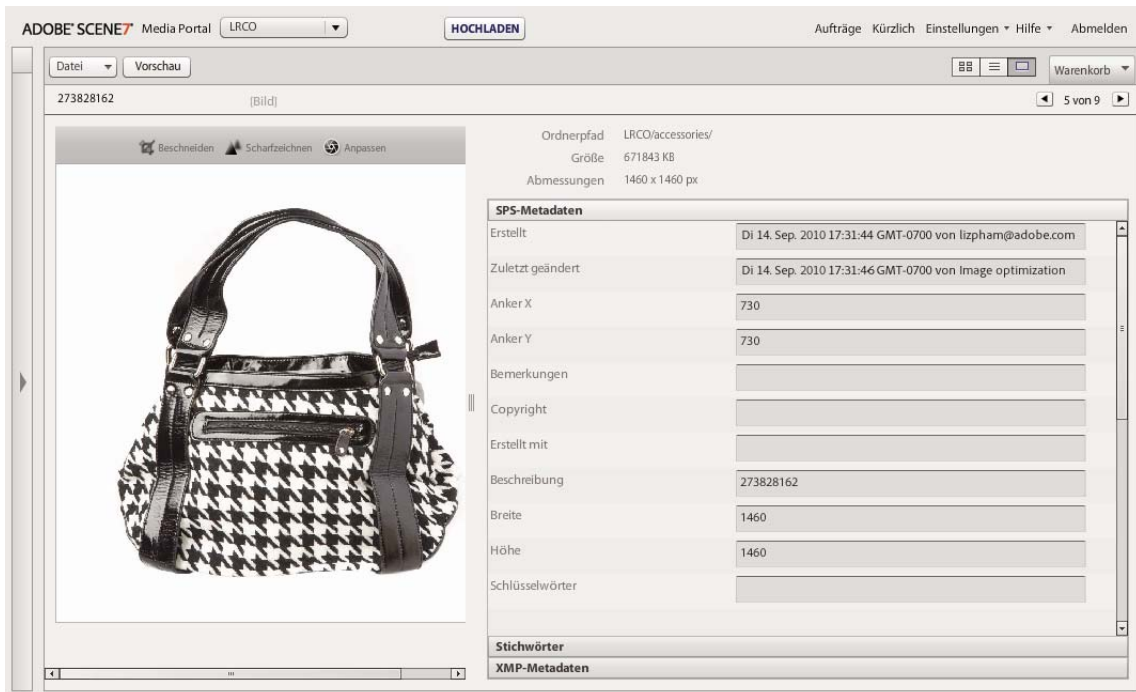 ADOBE® SCENE7® Media Portal LRCO HOCHLADEN Aufträge Kürzlich Einstellungen Hilfe Abmelden
Datei Vorschau Warenkorb
273828162 [Bild] 5 von 9
Beschneiden Scharfzeichnen Anpassen
Ordnerpfad LRCO/accessories/
Größe 671843 KB
Abmessungen 1460 x 1460 px
SPS-Metadaten
Erstellt Di 14. Sep. 2010 17:31:44 GMT-0700 von lizpham@adobe.com
Zuletzt geändert Di 14. Sep. 2010 17:31:46 GMT-0700 von Image optimization
Anker X 730
Anker Y 730
Bemerkungen
Copyright
Erstellt mit
Beschreibung 273828162
Breite 1460
Höhe 1460
Schlüsselwörter
Stichwörter
XMP-Metadaten